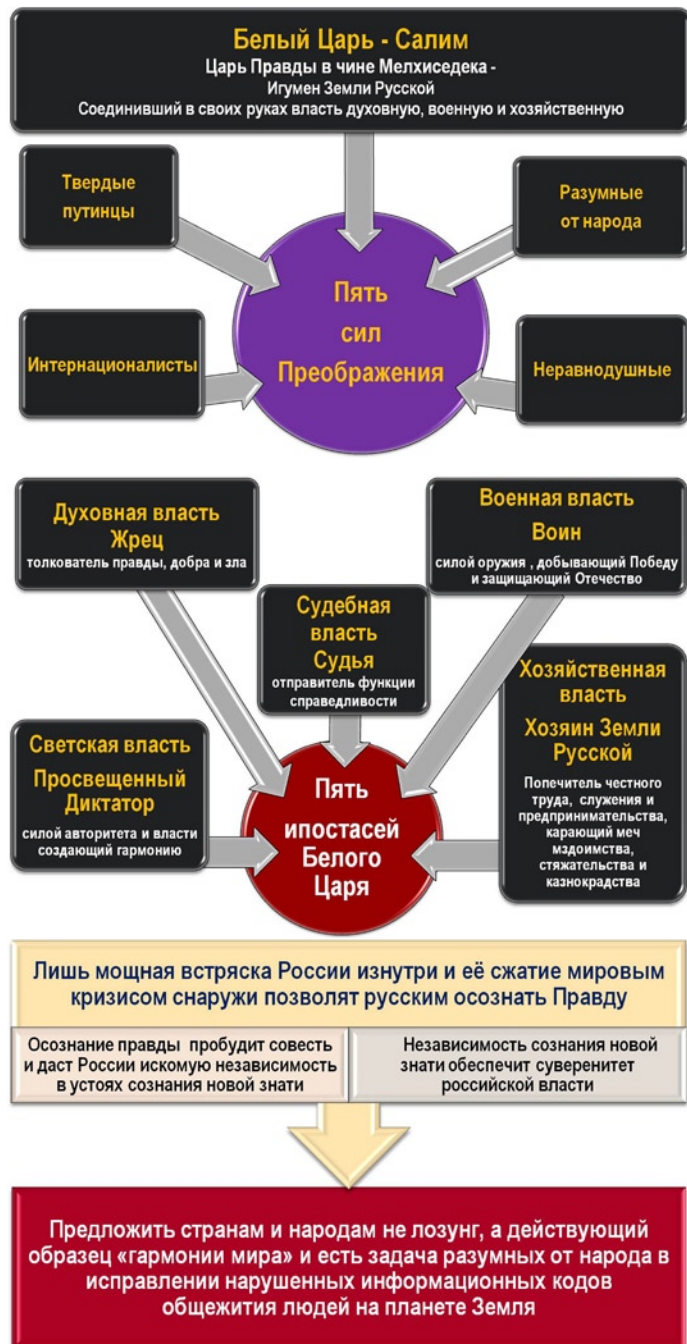 Белый Царь - Салим
Царь Правды в чине Мелхиседека -
Игумен Земли Русской
Соединивший в своих руках власть духовную, военную и хозяйственную
Твердые
путинцы
Разумные
от народа
Пять
сил
Преображения
Интернационалисты
Неравнодушные
Духовная власть
Жрец
толкователь правды, добра и зла
Военная власть
Воин
силой оружия , добывающий Победу
и защищающий Отечество
Судебная
власть
Судья
отправитель функции
справедливости
Хозяйственная
власть
Хозяин Земли
Русской
Попечитель честного
труда, служения и
предпринимательства,
карающий меч
мздоимства,
стяжательства и
казнокрадства
Светская власть
Просвещенный
Диктатор
силой авторитета и власти
создающий гармонию
Пять
ипостасей
Белого
Царя
Лишь мощная встряска России изнутри и её сжатие мировым
кризисом снаружи позволят русским осознать Правду
Осознание правды пробудит совесть
и даст России искомую независимость
в устоях сознания новой знати
Независимость сознания новой
знати обеспечит суверенитет
российской власти
Предложить странам и народам не лозунг, а действующий
образец «гармонии мира» и есть задача разумных от народа в
исправлении нарушенных информационных кодов
общежития людей на планете Земля